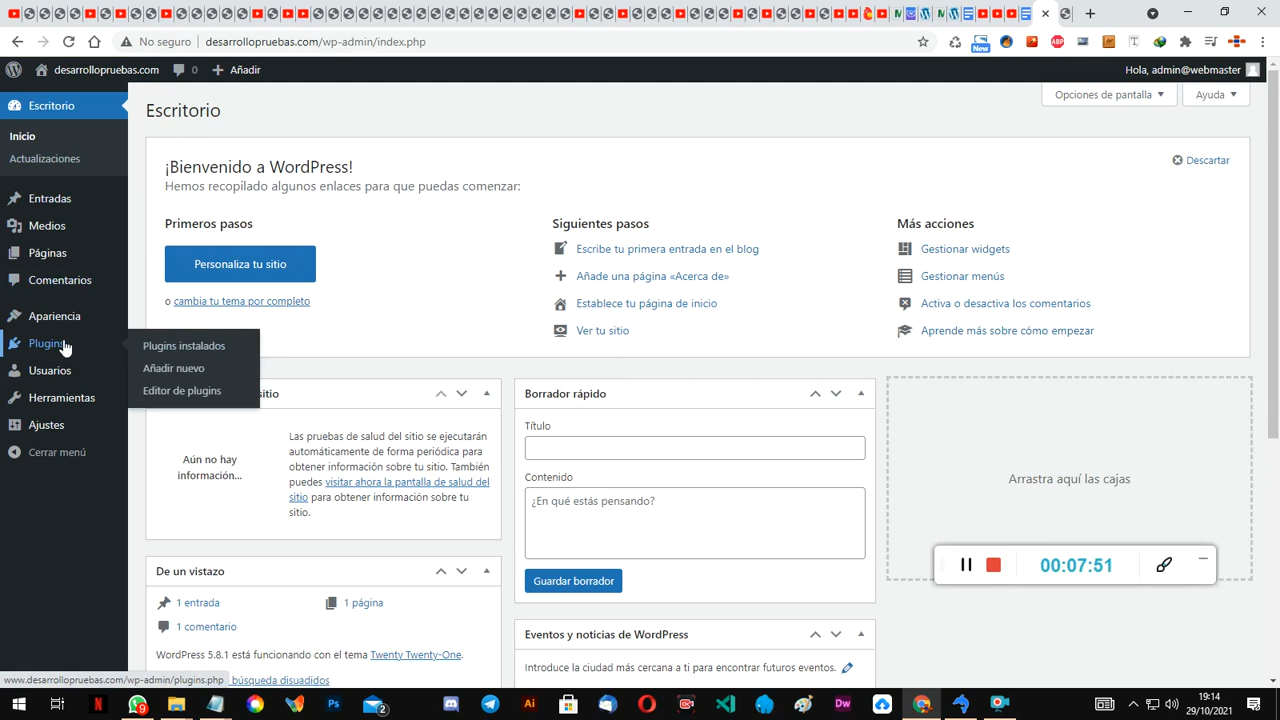 No seguro
desarrollopruebas.com/wp-admin/index.php
New
ABP
desarrollopruebas.com
0
Añadir
Hola, admin@webmaster
Escritorio
Inicio
Actualizaciones
Entradas
Medios
Páginas
Comentarios
Apariencia
Plugins
Usuarios
Herramientas
Ajustes
Cerrar menú
Plugins instalados
Añadir nuevo
Editor de plugins
Escritorio
Opciones de pantalla
Ayuda
¡Bienvenido a WordPress!
Descartar
Hemos recopilado algunos enlaces para que puedas comenzar:
Primeros pasos
Personaliza tu sitio
o cambia tu tema por completo
Siguientes pasos
Escribe tu primera entrada en el blog
Añade una página «Acerca de»
Establece tu página de inicio
Ver tu sitio
Más acciones
Gestionar widgets
Gestionar menús
Activa o desactiva los comentarios
Aprende más sobre cómo empezar
sitio
Aún no hay
información...
Las pruebas de salud del sitio se ejecutarán
automáticamente de forma periódica para
obtener información sobre tu sitio. También
puedes visitar ahora la pantalla de salud del
sitio para obtener información sobre tu
sitio.
De un vistazo
1 entrada
1 página
1 comentario
WordPress 5.8.1 está funcionando con el tema Twenty Twenty-One.
búsqueda disuadidos
Borrador rápido
Título
Contenido
¿En qué estás pensando?
Guardar borrador
Eventos y noticias de WordPress
Introduce la ciudad más cercana a ti para encontrar futuros eventos.
Arrastra aquí las cajas
00:07:51
www.desarrollopruebas.com/wp-admin/plugins.php
N
9
Ps
2
Ai
Dw
19:14
29/10/2021